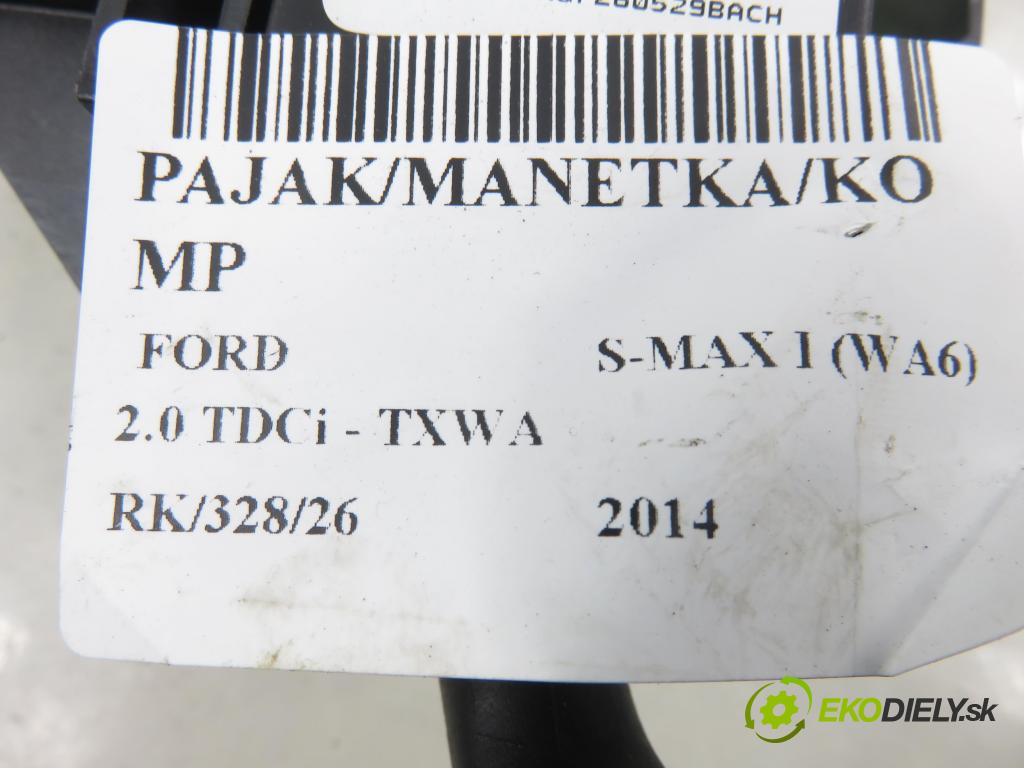 PAJAK/MANETKA/KO
MP
FORD S-MAX I (WA6)
2.0 TDCi - TXWA
RK/328/26 2014
EKODIELY.sk